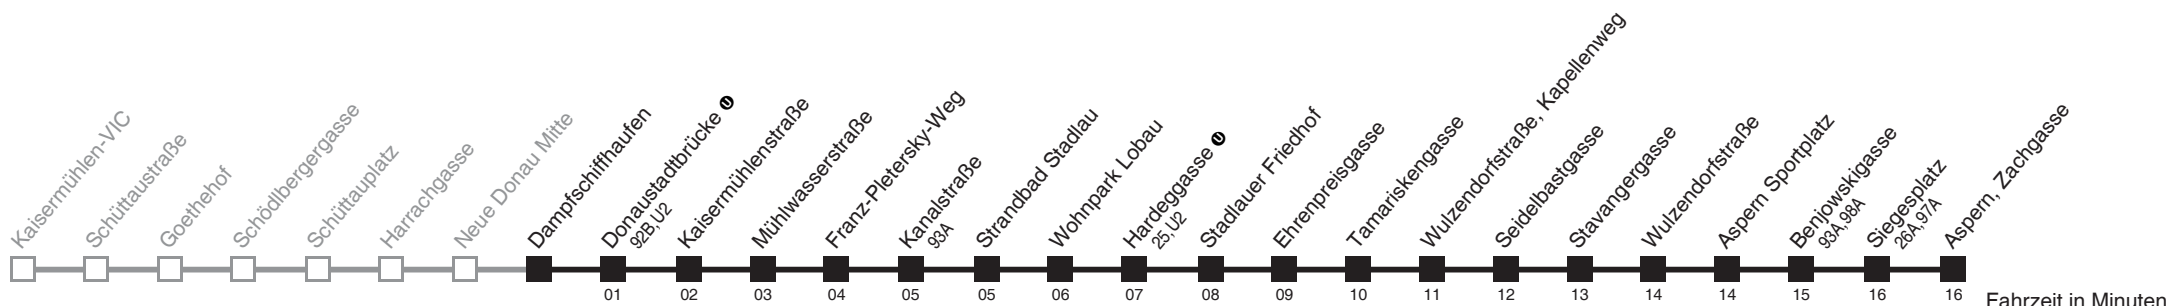 Kaisermühlen-VIC
Schüttaustraße
Goethehof
Schödlbergergasse
Schüttauplatz
Harrachgasse
Neue Donau Mitte
Dampfschiffhaufen
Donaustadtbrücke U
92B,U2
Kaisermühlenstraße
Mühlwasserstraße
Franz-Pletersky-Weg
Kanalstraße
93A
Strandbad Stadlau
Wohnpark Lobau
Hardeggasse U
25,U2
Stadlauer Friedhof
Ehrenpreisgasse
Tamariskengasse
Wulzendorfstraße, Kapellenweg
Seidelbastgasse
Stavangergasse
Wulzendorfstraße
Aspern Sportplatz
Benjowskigasse
93A,98A
Siegesplatz
26A,97A
Aspern, Zachgasse
01 02 03 04 05 05 06 07 08 09 10 11 12 13 14 14 15 16 16 Fahrzeit in Minuten